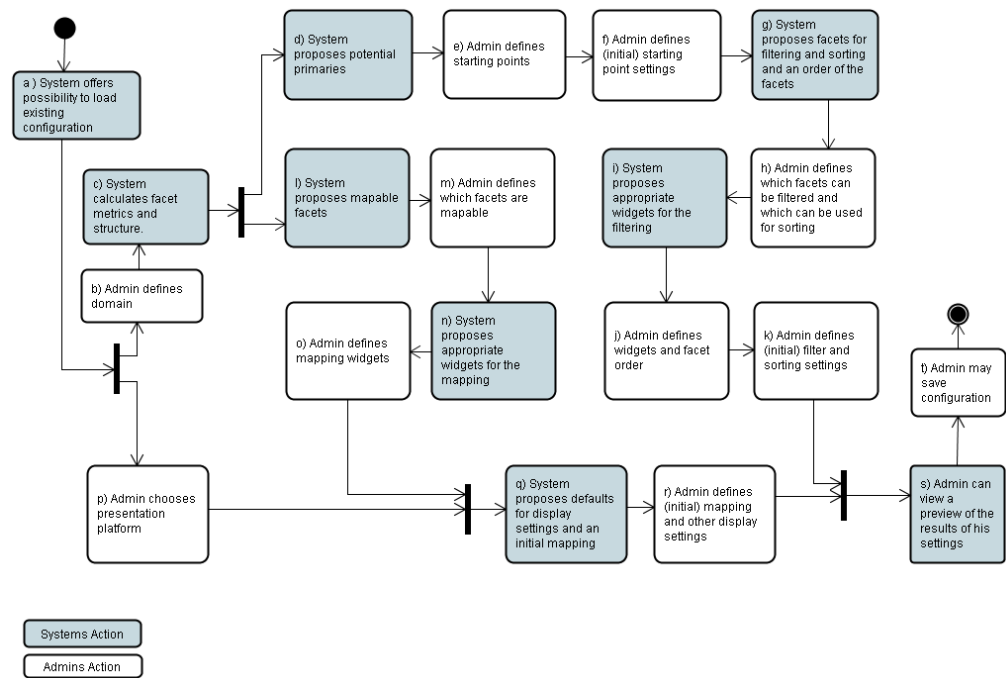 a ) System offers
possibility to load
existing
configuration
d) System
proposes potential
primaries
e) Admin defines
starting points
f) Admin defines
(initial) starting
point settings
g) System
proposes facets for
filtering and sorting
and an order of the
facets
c) System
calculates facet
metrics and
structure.
l) System
proposes mapable
facets
m) Admin defines
which facets are
mapable
i) System
proposes
appropriate
widgets for the
filtering
h) Admin defines
which facets can
be filtered and
which can be used
for sorting
b) Admin defines
domain
o) Admin defines
mapping widgets
n) System
proposes
appropriate
widgets for the
mapping
j) Admin defines
widgets and facet
order
k) Admin defines
(initial) filter and
sorting settings
t) Admin may
save
configuration
p) Admin chooses
presentation
platform
q) System
proposes defaults
for display
settings and an
initial mapping
r) Admin defines
(initial) mapping
and other display
settings
s) Admin can
view a
preview of the
results of his
settings
Systems Action
Admins Action